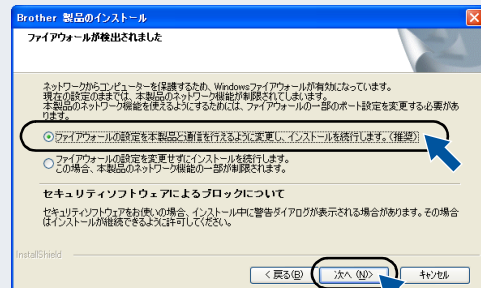 Brother 製品のインストール
ファイアウォールが検出されました
ネットワークからコンピューターを保護するため、Windowsファイアウォールが有効になっています。
現在の設定のままでは、本製品のネットワーク機能が制限されてしまいます。
本製品のネットワーク機能を使えるようにするためには、ファイアウォールの一部のポート設定を変更する必要があ
ります。
ファイアウォールの設定を本製品と通信を行えるように変更し、インストールを続行します。(推奨)
ファイアウォールの設定を変更せずにインストールを続行します。
この場合、本製品のネットワーク機能の一部が制限されます。
セキュリティソフトウェアによるブロックについて
セキュリティソフトウェアをお使いの場合、インストール中に警告ダイアログが表示される場合があります。その場合
はインストールが継続できるように許可してください。
InstallShield
< 戻る(B)
次へ (N)>
キャンセル